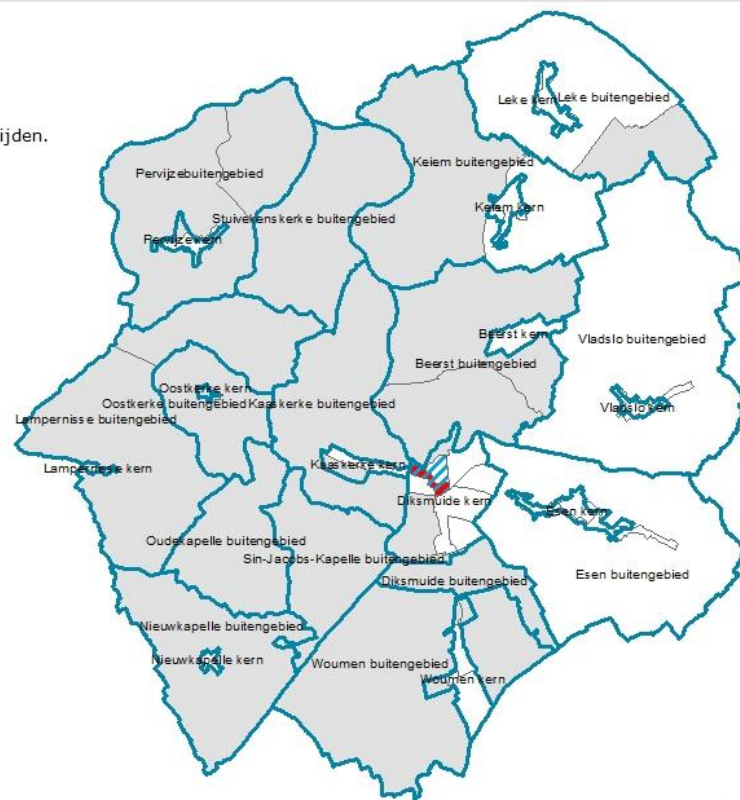 Leke kern Leke buitengebied
ijden.
Keiem buitengebied
Pervijzebuitengebied
Keiem kern
Stuivekenskerke buitengebied
Pervijze kern
Beerst kern
Vladslo buitengebied
Beerst buitengebied
Oostkerke kern
Oostkerke buitengebied
Kaaskerke buitengebied
Vladslo kern
Lampernisse buitengebied
Kaaskerke kern
Lampernisse kern
Diksmuide kern
Esen kern
Oudekapelle buitengebied
Sin-Jacobs-Kapelle buitengebied
Esen buitengebied
Diksmuide buitengebied
Nieuwkapelle buitengebied
Nieuwkapelle kern
Woumen buitengebied
Woumen kern